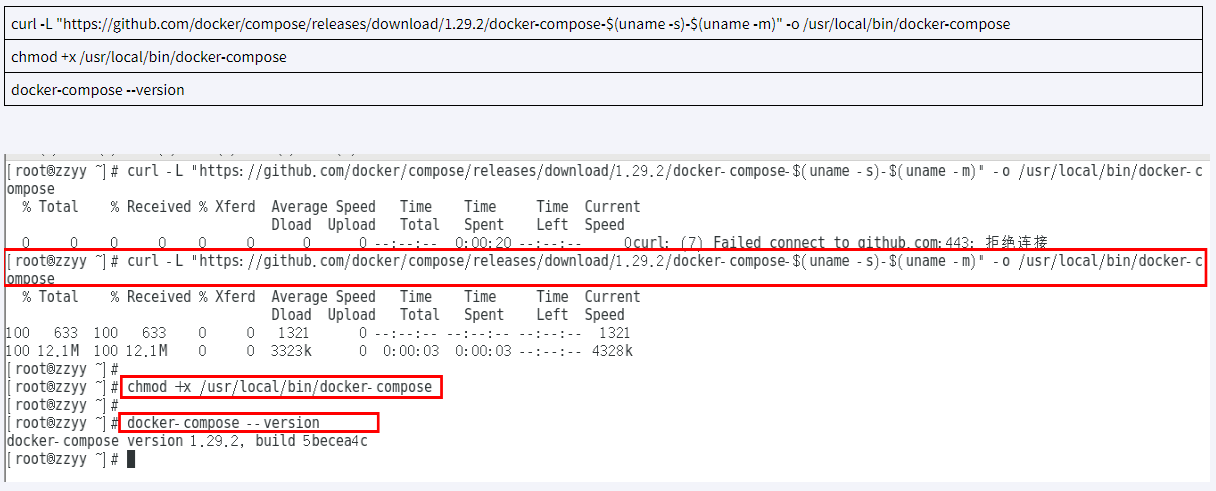 curl -L "https://github.com/docker/compose/releases/download/1.29.2/docker-compose-$(uname -s)-$(uname -m)" -o /usr/local/bin/docker-compose
chmod +x /usr/local/bin/docker-compose
docker-compose --version
[root@zzyy ~]# curl -L "https://github.com/docker/compose/releases/download/1.29.2/docker-compose-$(uname -s)-$(uname -m)" -o /usr/local/bin/docker-c
ompose
% Total % Received % Xferd Average Speed Time Time Time Current
Dload Upload Total Spent Left Speed
0 0 0 0 0 0 0 0 --:--:-- 0:00:20 --:--:-- 0curl: (7) Failed connect to github.com:443; 拒绝连接
[root@zzyy ~]# curl -L "https://github.com/docker/compose/releases/download/1.29.2/docker-compose-$(uname -s)-$(uname -m)" -o /usr/local/bin/docker-c
ompose
% Total % Received % Xferd Average Speed Time Time Time Current
Dload Upload Total Spent Left Speed
100 633 100 633 0 0 1321 0 --:--:-- --:--:-- --:--:-- 1321
100 12.1M 100 12.1M 0 0 3323k 0 0:00:03 0:00:03 --:--:-- 4328k
[root@zzyy ~]#
[root@zzyy ~]# chmod +x /usr/local/bin/docker-compose
[root@zzyy ~]#
[root@zzyy ~]# docker-compose --version
docker-compose version 1.29.2, build 5becea4c
[root@zzyy ~]#